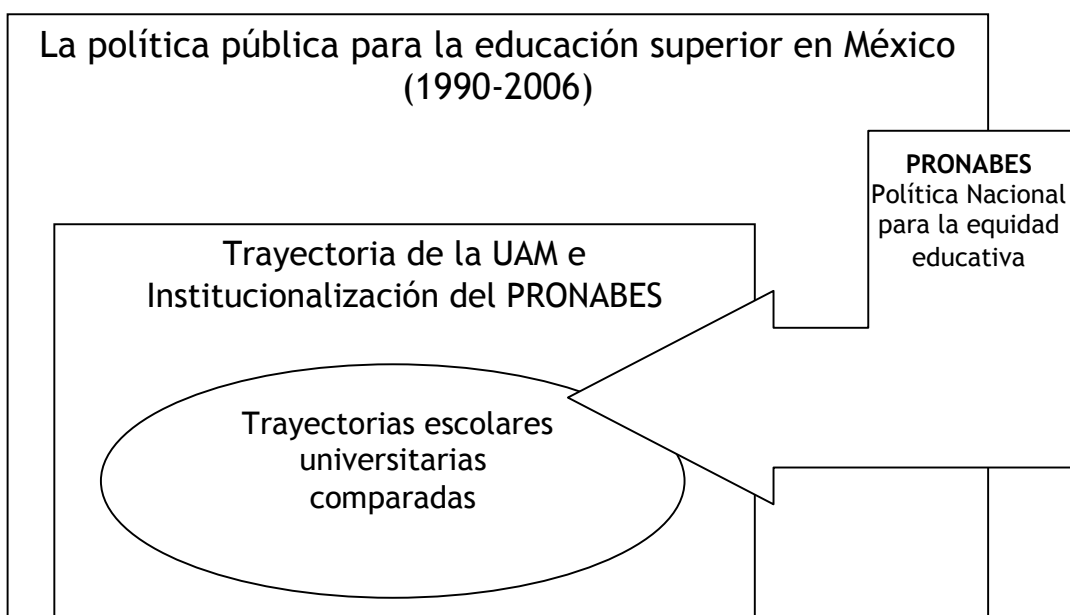 La política pública para la educación superior en México
(1990-2006)
PRONABES
Política Nacional
para la equidad
educativa
Trayectoria de la UAM e
Institucionalización del PRONABES
Trayectorias escolares
universitarias
comparadas